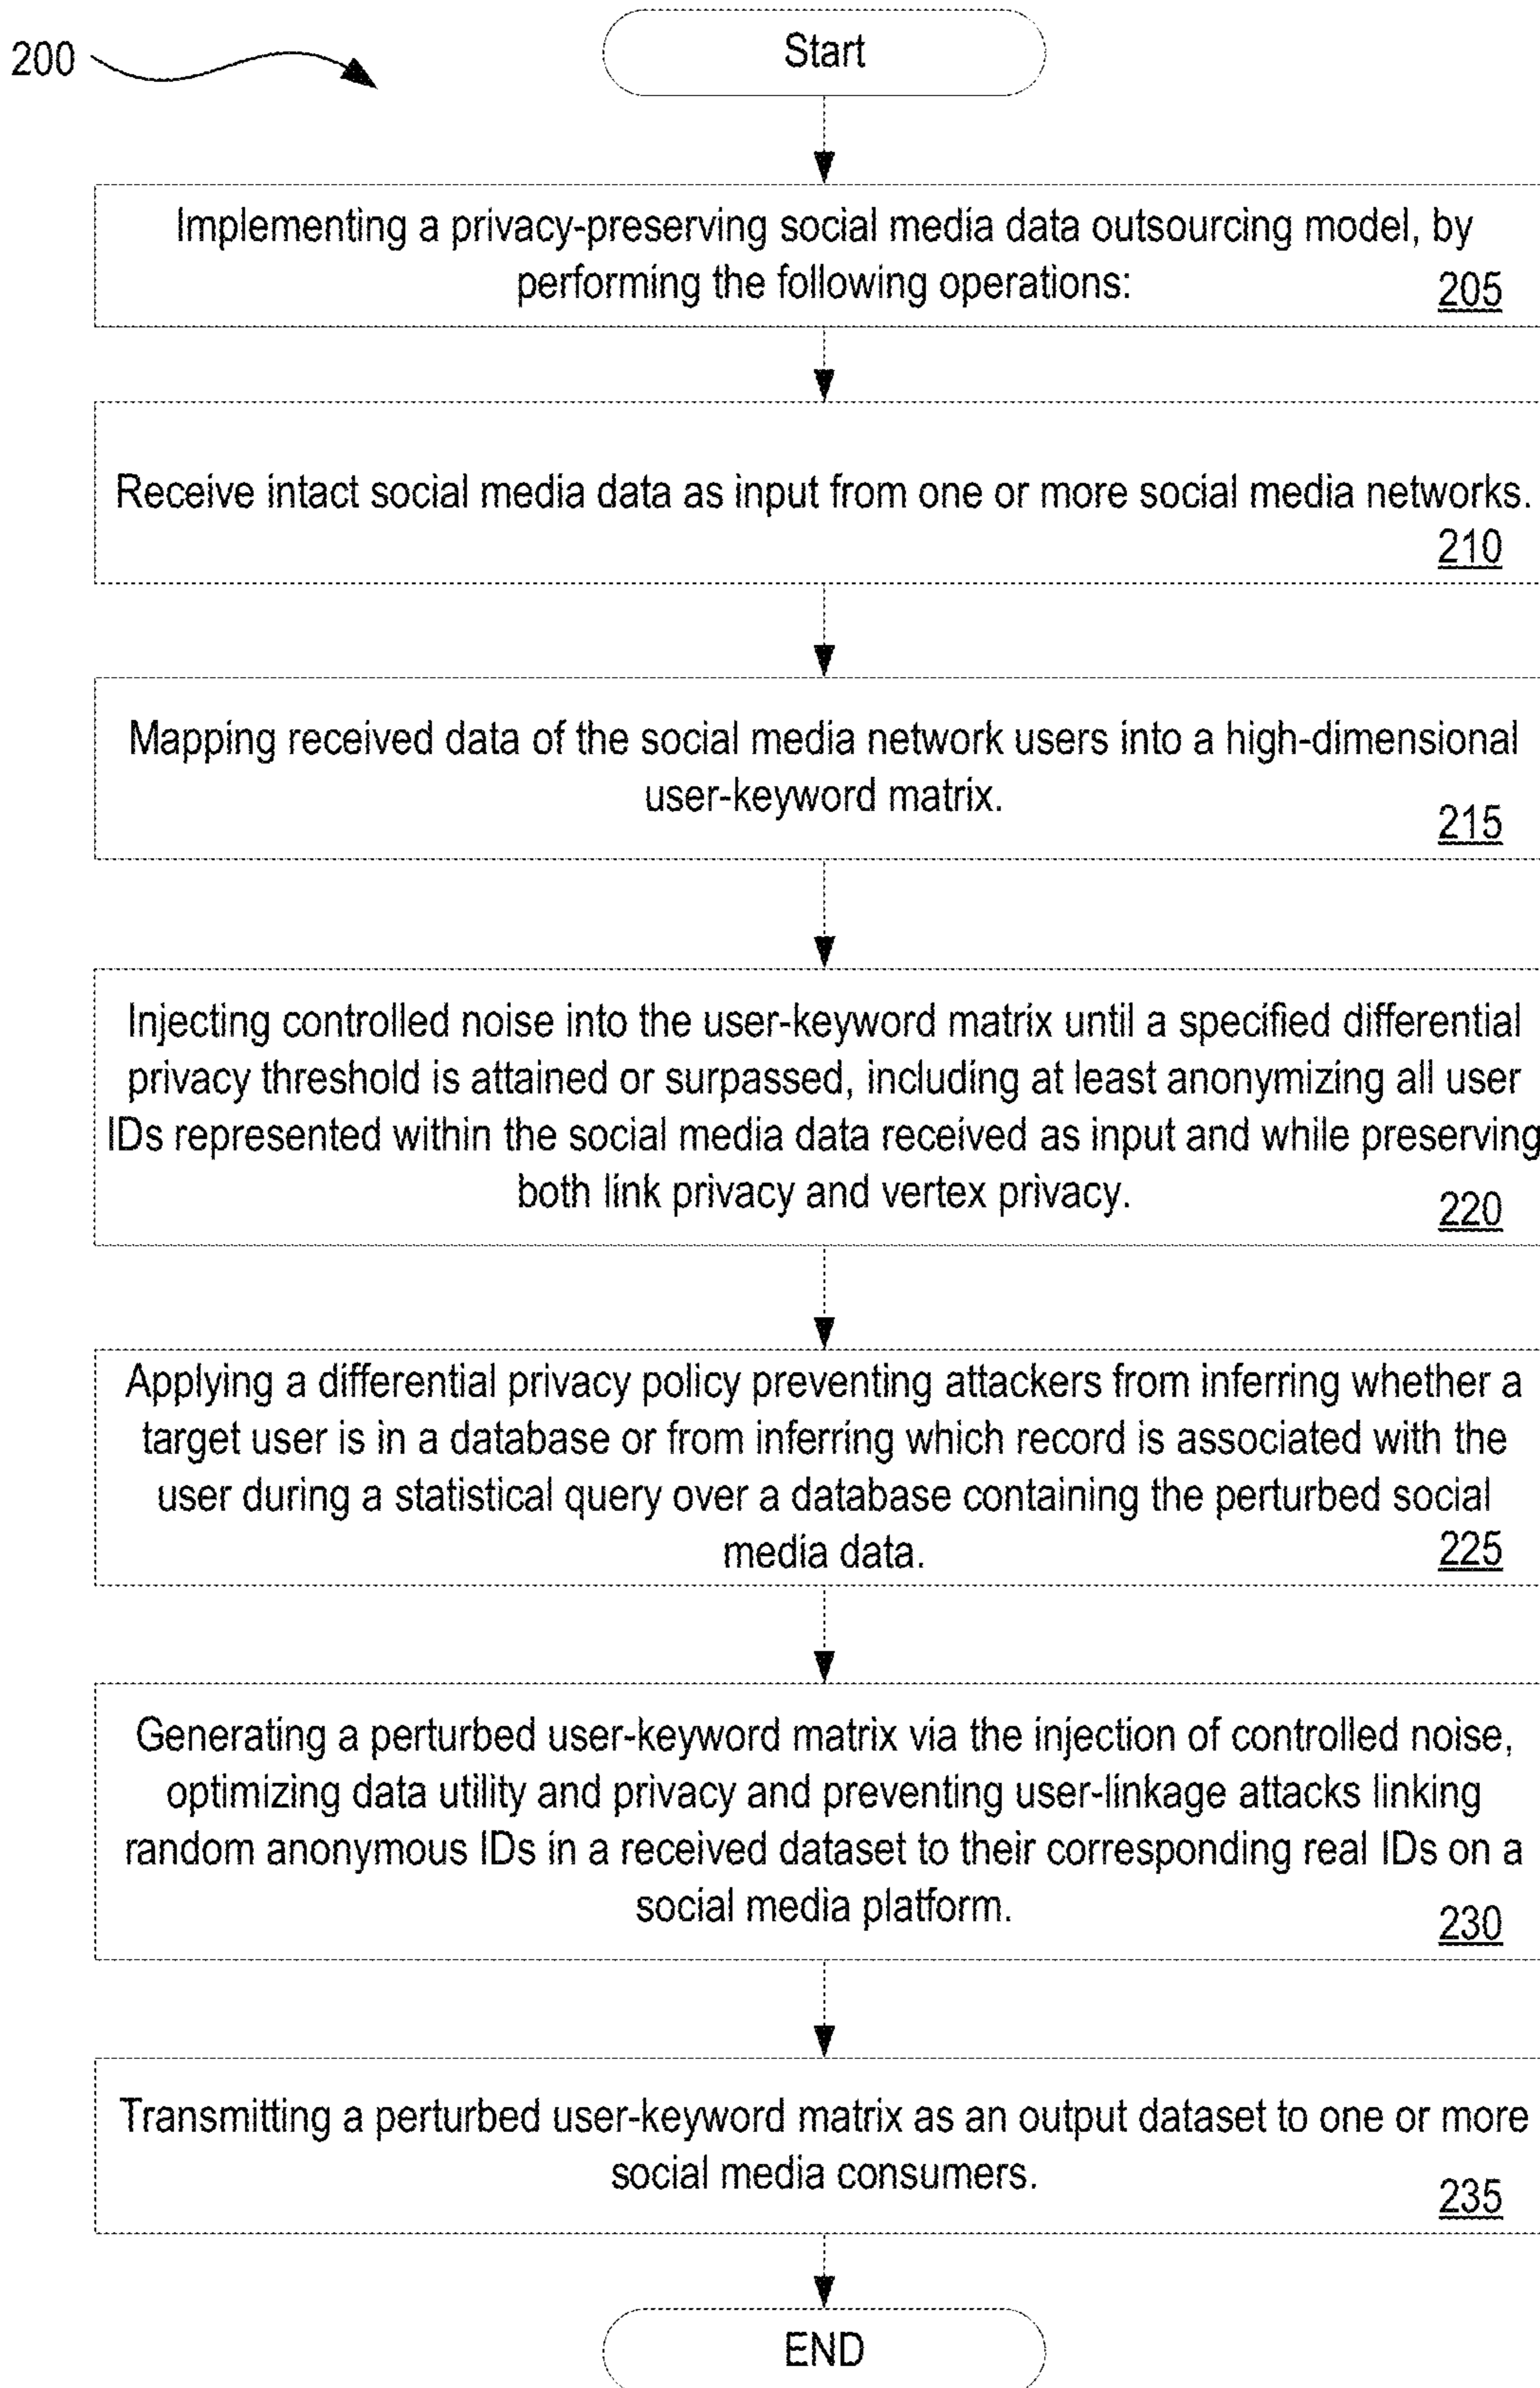 200
Start
Implementing a privacy-preserving social media data outsourcing model, by
performing the following operations:
205
Receive intact social media data as input from one or more social media networks.
210
Mapping received data of the social media network users into a high-dimensional
user-keyword matrix.
215
Injecting controlled noise into the user-keyword matrix until a specified differential
privacy threshold is attained or surpassed, including at least anonymizing all user
IDs represented within the social media data received as input and while preserving
both link privacy and vertex privacy.
220
Applying a differential privacy policy preventing attackers from inferring whether a
target user is in a database or from inferring which record is associated with the
user during a statistical query over a database containing the perturbed social
media data.
225
Generating a perturbed user-keyword matrix via the injection of controlled noise,
optimizing data utility and privacy and preventing user-linkage attacks linking
random anonymous IDs in a received dataset to their corresponding real IDs on a
social media platform.
230
Transmitting a perturbed user-keyword matrix as an output dataset to one or more
social media consumers.
235
END